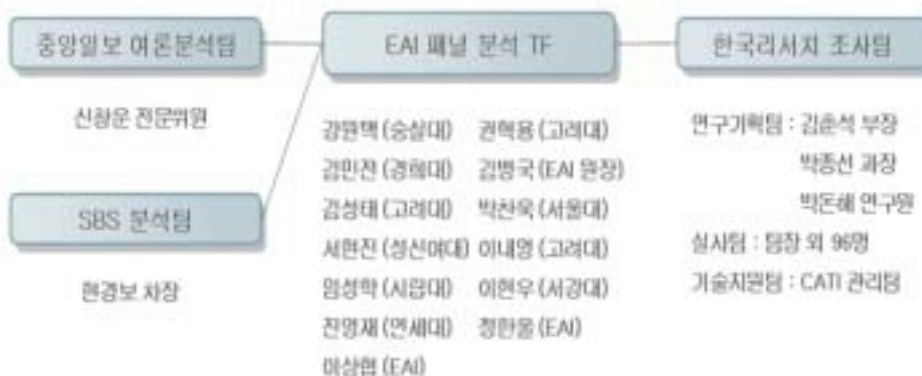 중앙일보 여론분석팀
신창운 전문위원
SBS 분석팀
현경보 차장
EAI 패널 분석 TF
강원택 (숭실대) 권혁용 (고려대)
김민전 (경희대) 김병국 (EAI 원장)
김성태 (고려대) 박찬욱 (서울대)
서현진 (성신여대) 이내영 (고려대)
임성학 (시립대) 이현우 (서강대)
진영재 (연세대) 정한울 (EAI)
이상협 (EAI)
한국리서치 조사팀
연구기획팀 : 김춘석 부장
박종선 과장
박돈해 연구원
실사팀 : 팀장 외 96명
기술지원팀 : CATI 관리팀